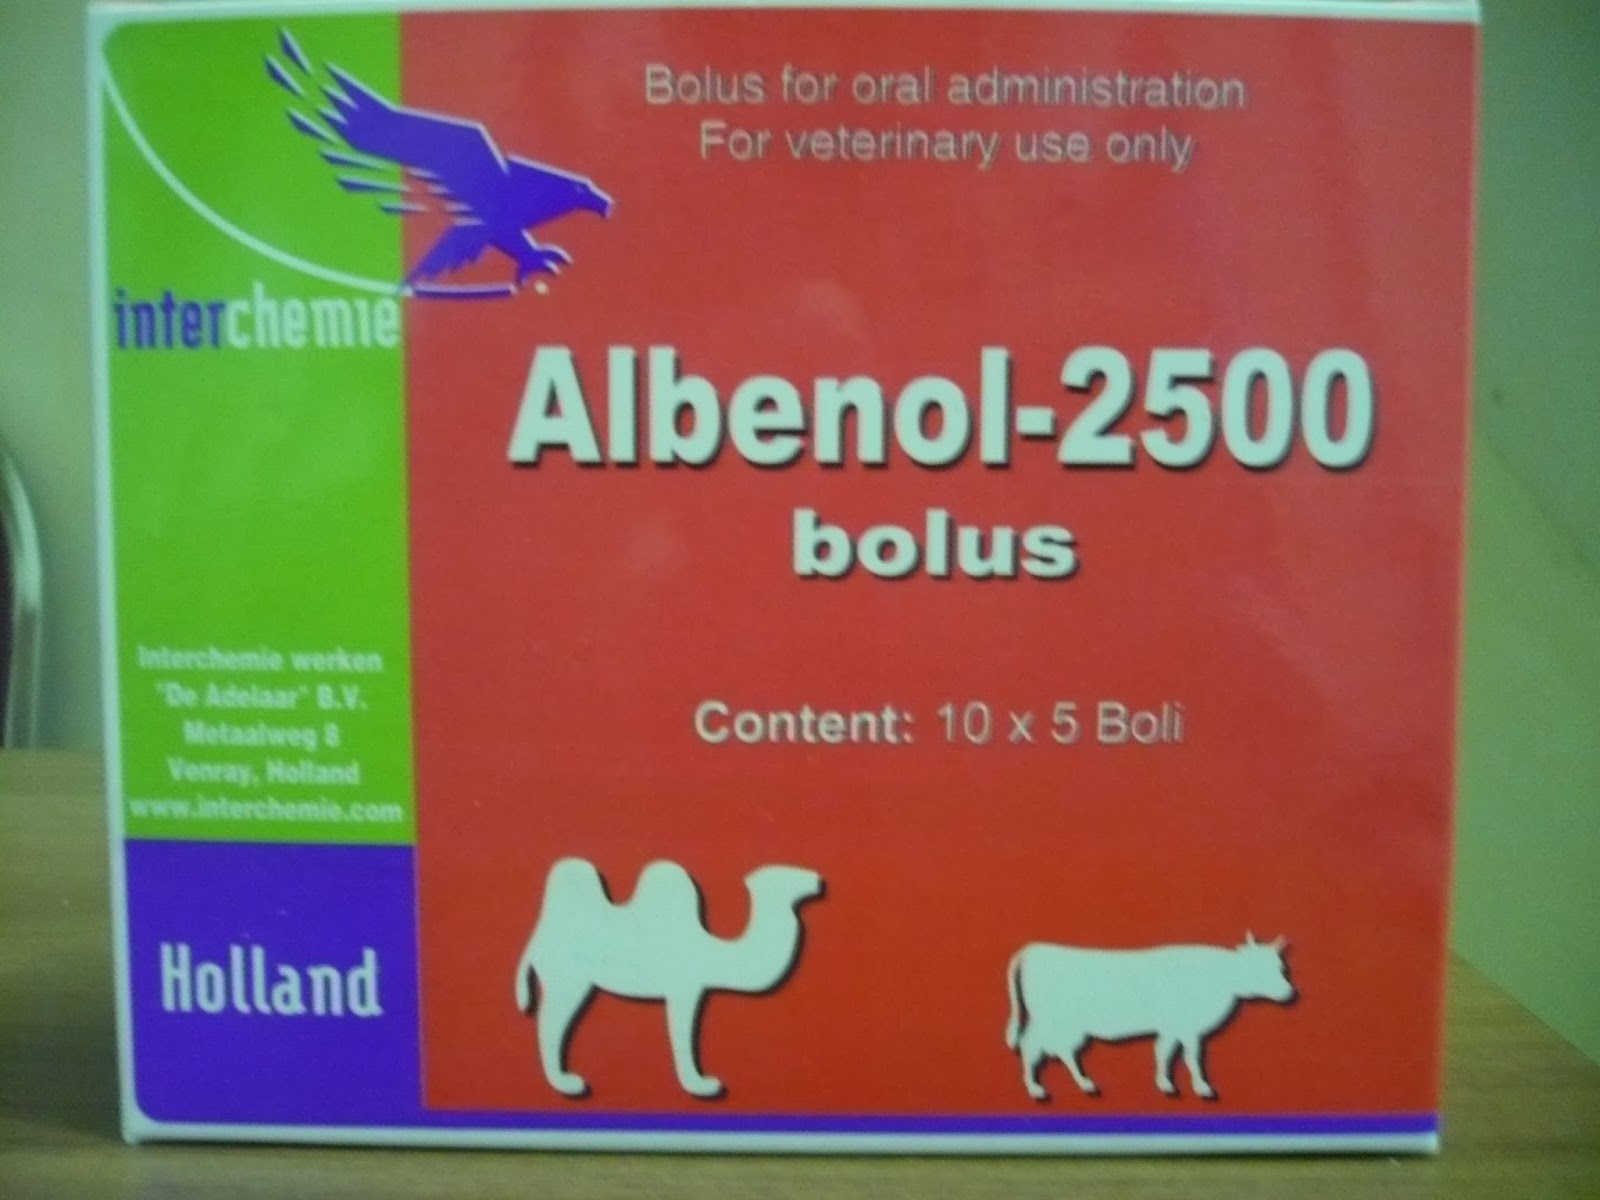 Bolus for oral administration
For veterinary use only
interchemie
Albenol-2500
bolus
Content: 10 x 5 Boli
Interchemie werken
"De Adelaar" B.V.
Metaalweg 8
Venray, Holland
www.interchemie.com
Holland